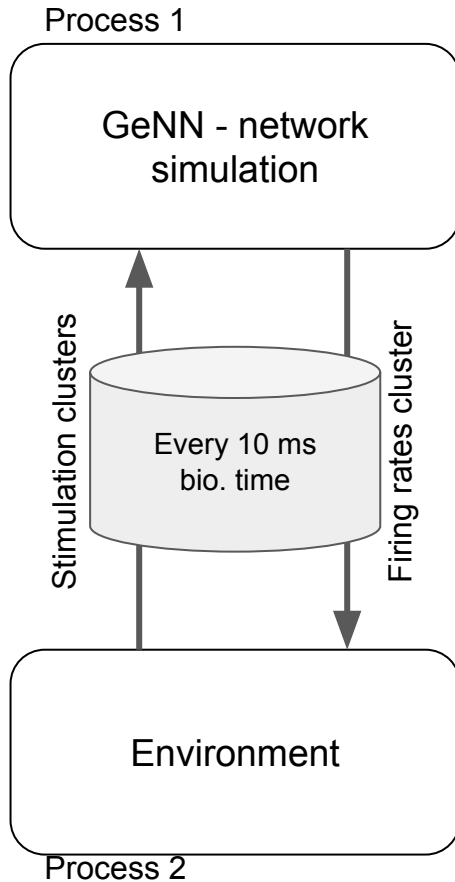 Process 1
GeNN - network
simulation
Stimulation clusters
Every 10 ms
bio. time
Firing rates cluster
Environment
Process 2